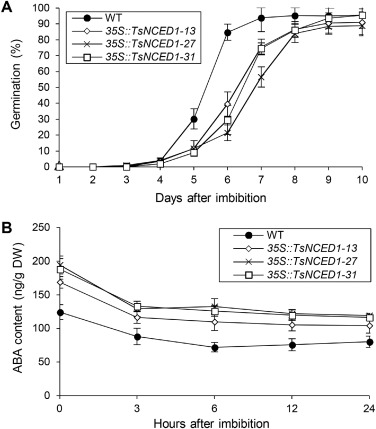 A
WT
35S::TsNCED1-13
35S::TsNCED1-27
35S::TsNCED1-31
Germination (%)
100
90
80
70
60
50
40
30
20
10
0
1 2 3 4 5 6 7 8 9 10
Days after imbibition
B
WT
35S::TsNCED1-13
35S::TsNCED1-27
35S::TsNCED1-31
ABA content (ng/g DW)
250
200
150
100
50
0
0 3 6 12 24
Hours after imbibition